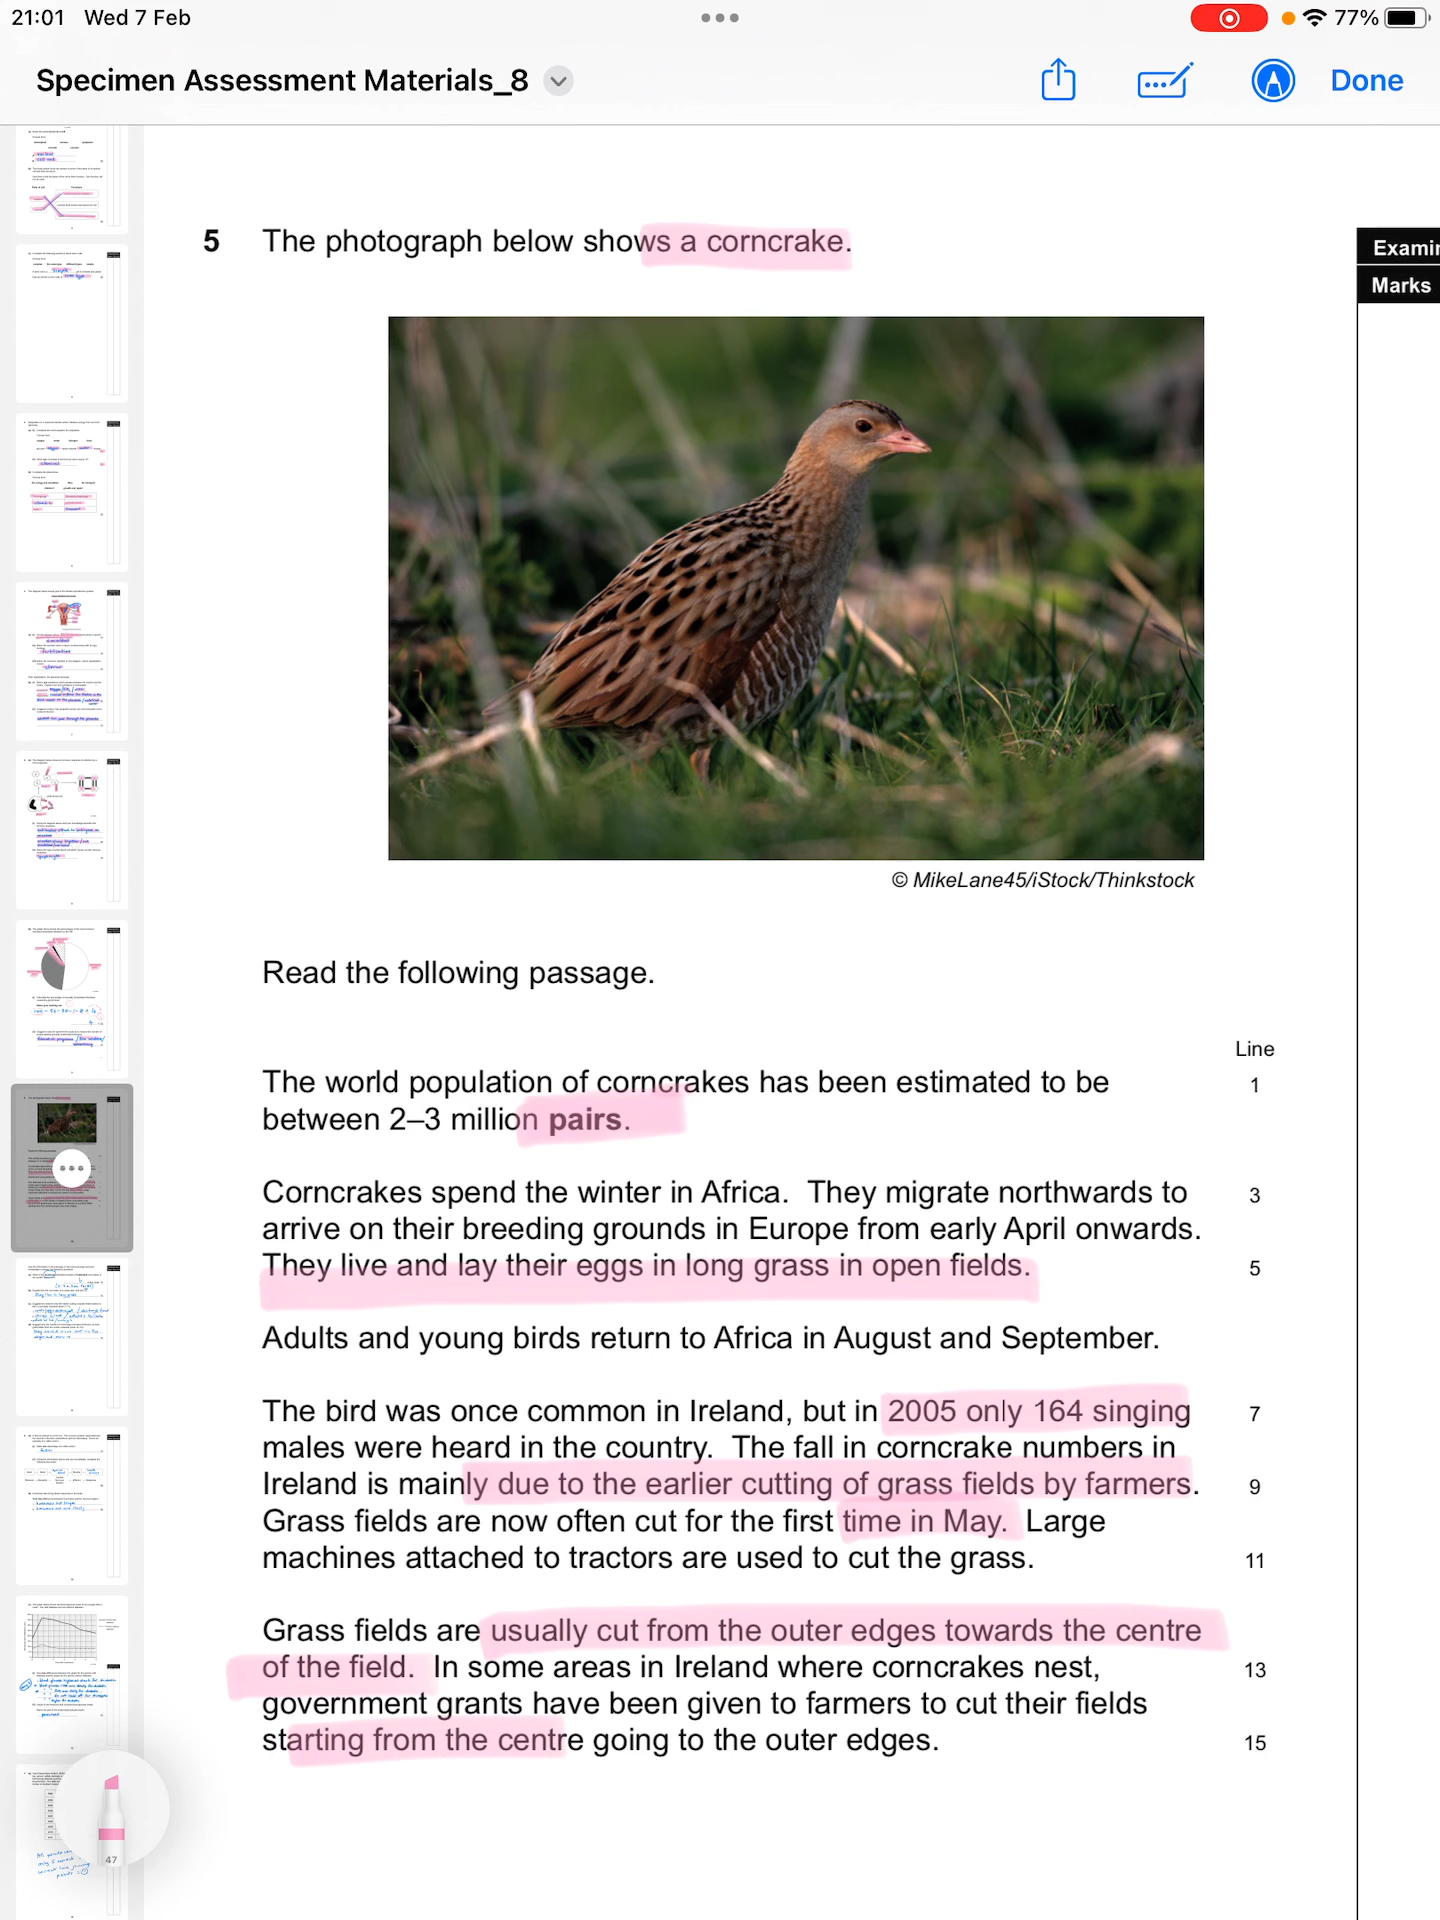 21:01 Wed 7 Feb
77%
Specimen Assessment Materials_8
Done
5 The photograph below shows a corncrake.
Examin
Marks
© MikeLane45/iStock/Thinkstock
Read the following passage.
Line
The world population of corncrakes has been estimated to be 1
between 2–3 million pairs.
Corncrakes spend the winter in Africa. They migrate northwards to 3
arrive on their breeding grounds in Europe from early April onwards.
They live and lay their eggs in long grass in open fields. 5
Adults and young birds return to Africa in August and September.
The bird was once common in Ireland, but in 2005 only 164 singing 7
males were heard in the country. The fall in corncrake numbers in
Ireland is mainly due to the earlier cutting of grass fields by farmers. 9
Grass fields are now often cut for the first time in May. Large
machines attached to tractors are used to cut the grass. 11
Grass fields are usually cut from the outer edges towards the centre
of the field. In some areas in Ireland where corncrakes nest, 13
government grants have been given to farmers to cut their fields
starting from the centre going to the outer edges. 15
47